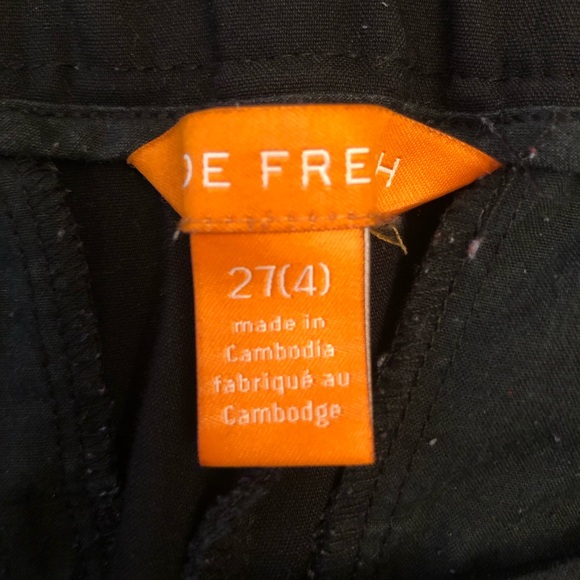 DE FREH
27(4)
made in
Cambodia
fabriqué au
Cambodge